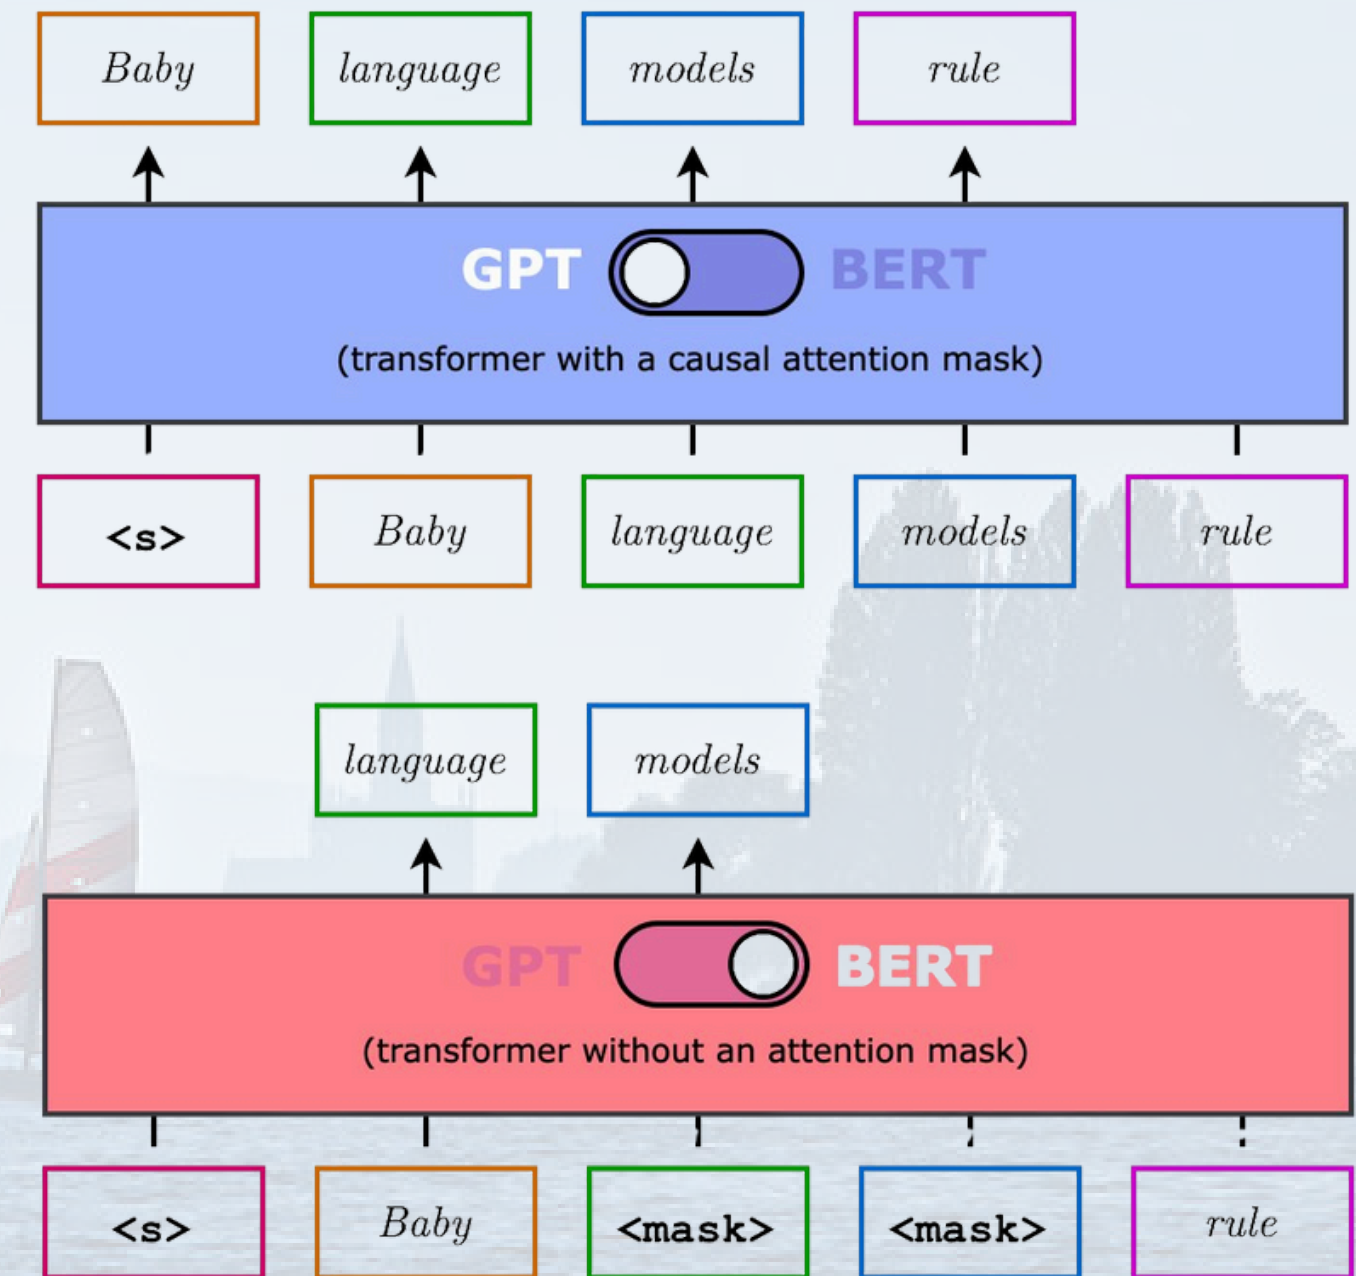 Baby language models rule
GPT BERT
(transformer with a causal attention mask)
<s> Baby language models rule
language models
GPT BERT
(transformer without an attention mask)
<s> Baby <mask> <mask> rule